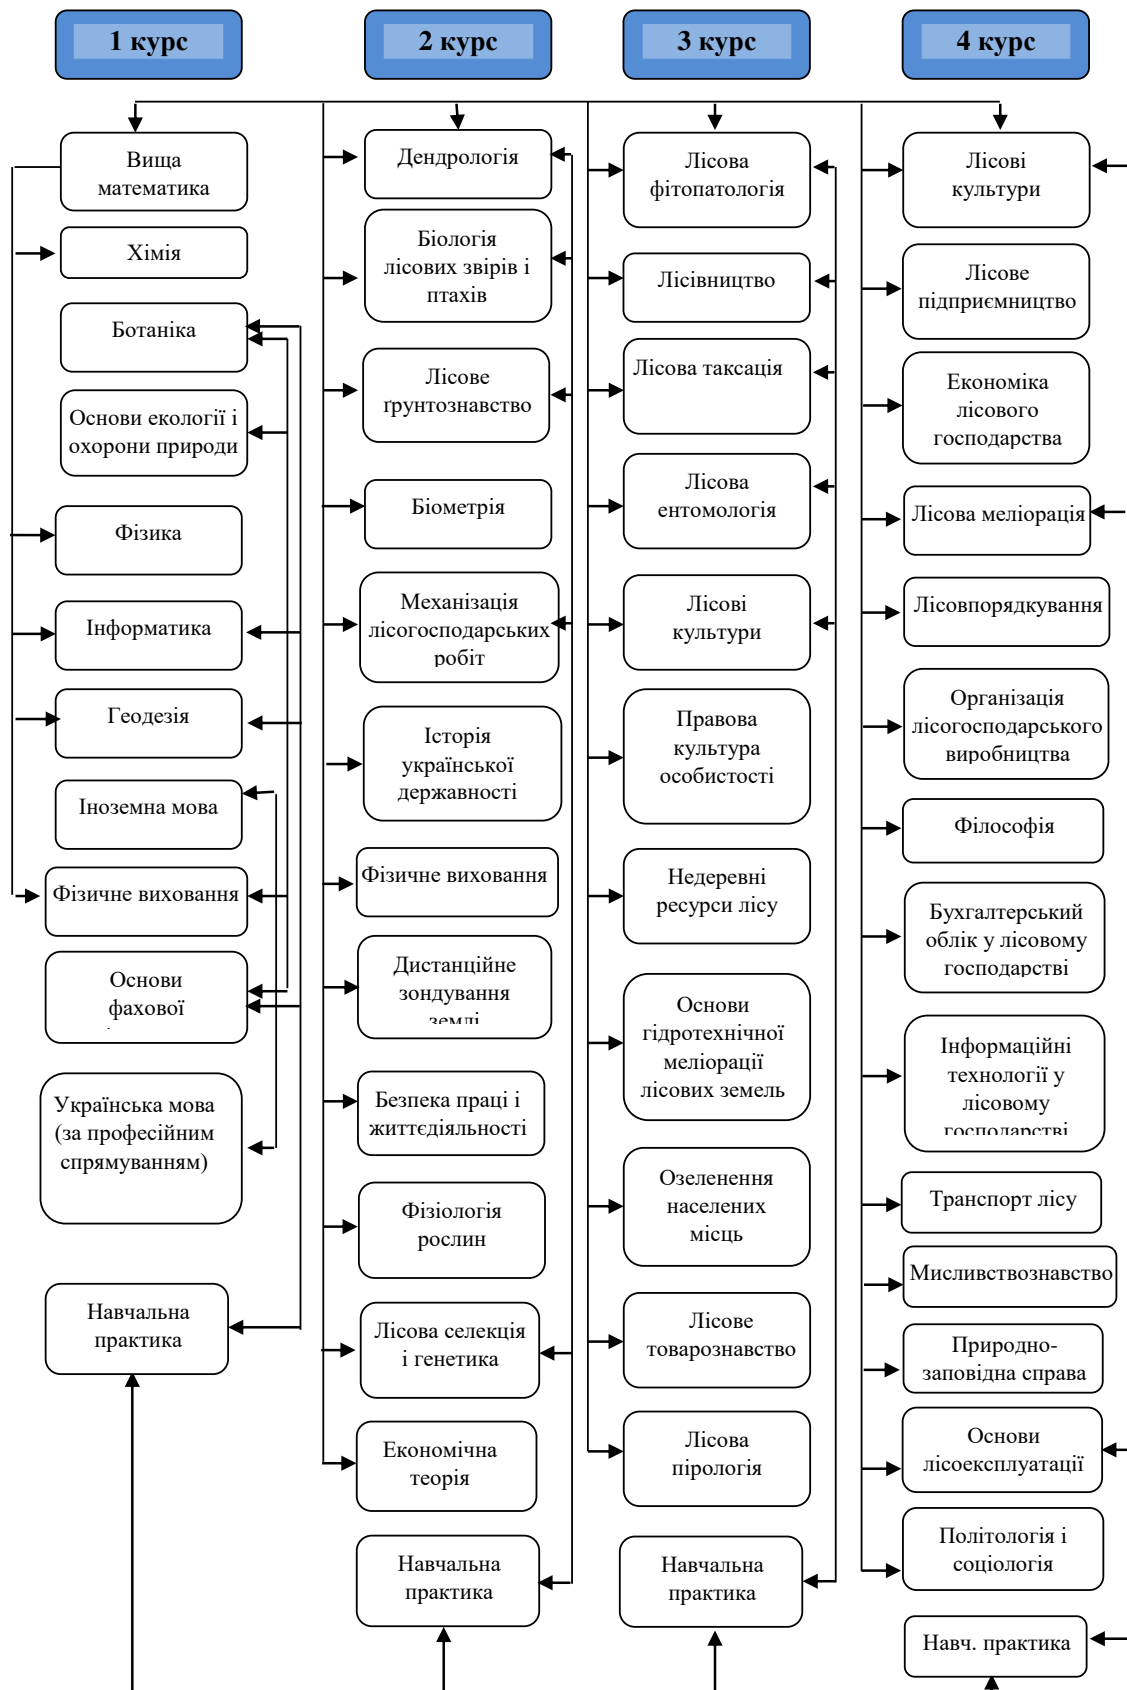 1 курс
2 курс
3 курс
4 курс
Вища
математика
Хімія
Ботаніка
Основи екології і
охорони природи
Фізика
Інформатика
Геодезія
Іноземна мова
Фізичне виховання
Основи
фахової
Українська мова
(за професійним
спрямуванням)
Навчальна
практика
Дендрологія
Біологія
лісових звірів і
птахів
Лісове
ґрунтознавство
Біометрія
Механізація
лісогосподарських
робіт
Історія
української
державності
Фізичне виховання
Дистанційне
зондування
землі
Безпека праці і
життєдіяльності
Фізіологія
рослин
Лісова селекція
і генетика
Економічна
теорія
Навчальна
практика
Лісова
фітопатологія
Лісівництво
Лісова таксація
Лісова
ентомологія
Лісові
культури
Правова
культура
особистості
Недеревні
ресурси лісу
Основи
гідротехнічної
меліорації
лісових земель
Озеленення
населених
місць
Лісове
товарознавство
Лісова
пірологія
Навчальна
практика
Лісові
культури
Лісове
підприємництво
Економіка
лісового
господарства
Лісова меліорація
Лісовпорядкування
Організація
лісогосподарського
виробництва
Філософія
Бухгалтерський
облік у лісовому
господарстві
Інформаційні
технології у
лісовому
господарстві
Транспорт лісу
Мисливствознавство
Природно-
заповідна справа
Основи
лісоексплуатації
Політологія і
соціологія
Навч. практика